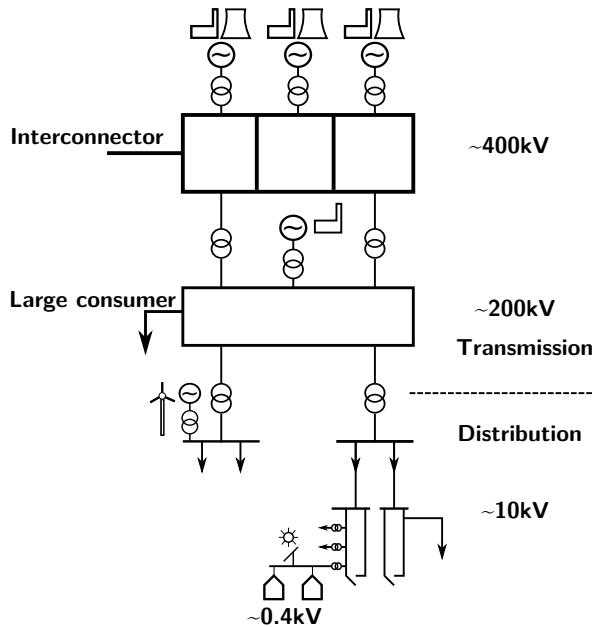 Interconnector
~400kV
Large consumer
~200kV
Transmission
Distribution
~10kV
~0.4kV